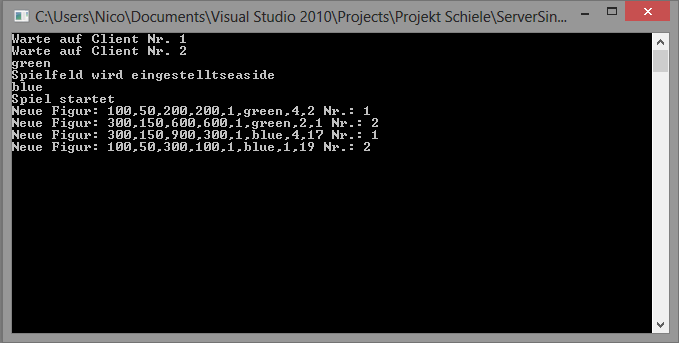 C:\Users\Nico\Documents\Visual Studio 2010\Projects\Projekt Schiele\ServerSin...
Warte auf Client Nr. 1
Warte auf Client Nr. 2
green
Spielfeld wird eingestelltseaside
blue
Spiel startet
Neue Figur: 100,50,200,200,1,green,4,2 Nr.: 1
Neue Figur: 300,150,600,600,1,green,2,1 Nr.: 2
Neue Figur: 300,150,900,300,1,blue,4,17 Nr.: 1
Neue Figur: 100,50,300,100,1,blue,1,19 Nr.: 2